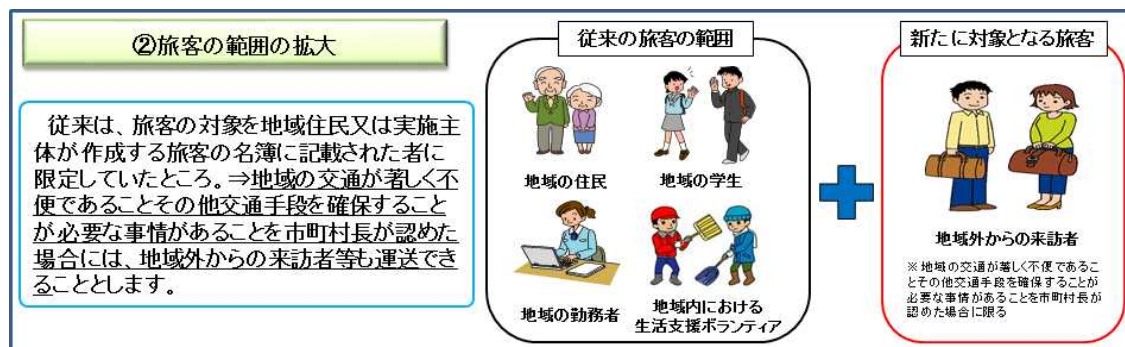 ②旅客の範囲の拡大
従来は、旅客の対象を地域住民又は実施主
体が作成する旅客の名簿に記載された者に
限定していたところ。⇒地域の交通が著しく不
便であることその他交通手段を確保すること
が必要な事情があることを市町村長が認めた
場合には、地域外からの来訪者等も運送でき
ることとします。
従来の旅客の範囲
地域の住民
地域の学生
地域の勤務者
地域内における
生活支援ボランティア
新たに対象となる旅客
地域外からの来訪者
※地域の交通が著しく不便であるこ
とその他交通手段を確保することが
必要な事情があることを市町村長が
認めた場合に限る